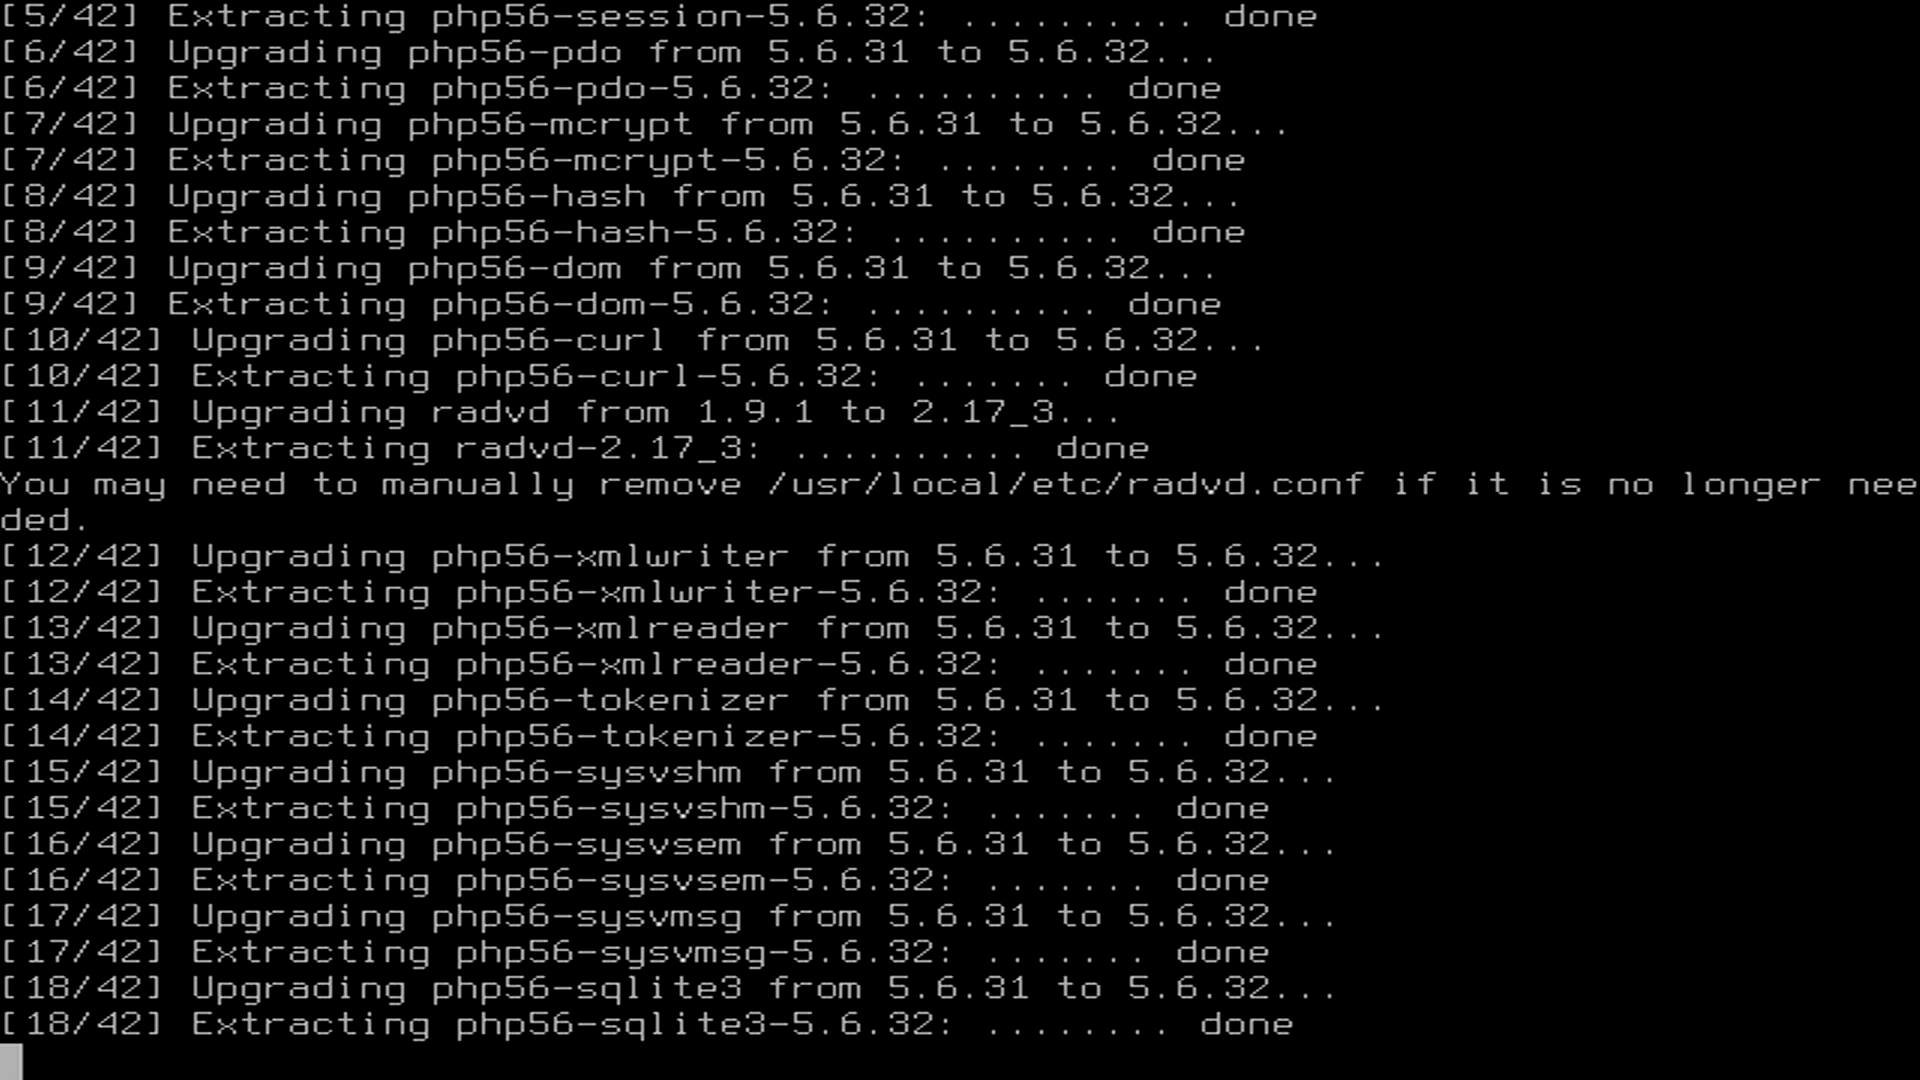 [5/42] Extracting php56-session-5.6.32: .......... done
[6/42] Upgrading php56-pdo from 5.6.31 to 5.6.32...
[6/42] Extracting php56-pdo-5.6.32: .......... done
[7/42] Upgrading php56-mcrypt from 5.6.31 to 5.6.32...
[7/42] Extracting php56-mcrypt-5.6.32: ........ done
[8/42] Upgrading php56-hash from 5.6.31 to 5.6.32...
[8/42] Extracting php56-hash-5.6.32: .......... done
[9/42] Upgrading php56-dom from 5.6.31 to 5.6.32...
[9/42] Extracting php56-dom-5.6.32: .......... done
[10/42] Upgrading php56-curl from 5.6.31 to 5.6.32...
[10/42] Extracting php56-curl-5.6.32: ....... done
[11/42] Upgrading radvd from 1.9.1 to 2.17_3...
[11/42] Extracting radvd-2.17_3: .......... done
You may need to manually remove /usr/local/etc/radvd.conf if it is no longer nee
ded.
[12/42] Upgrading php56-xmlwriter from 5.6.31 to 5.6.32...
[12/42] Extracting php56-xmlwriter-5.6.32: ....... done
[13/42] Upgrading php56-xmlreader from 5.6.31 to 5.6.32...
[13/42] Extracting php56-xmlreader-5.6.32: ....... done
[14/42] Upgrading php56-tokenizer from 5.6.31 to 5.6.32...
[14/42] Extracting php56-tokenizer-5.6.32: ....... done
[15/42] Upgrading php56-sysvshm from 5.6.31 to 5.6.32...
[15/42] Extracting php56-sysvshm-5.6.32: ....... done
[16/42] Upgrading php56-sysvsem from 5.6.31 to 5.6.32...
[16/42] Extracting php56-sysvsem-5.6.32: ....... done
[17/42] Upgrading php56-sysvmsg from 5.6.31 to 5.6.32...
[17/42] Extracting php56-sysvmsg-5.6.32: ....... done
[18/42] Upgrading php56-sqlite3 from 5.6.31 to 5.6.32...
[18/42] Extracting php56-sqlite3-5.6.32: ........ done